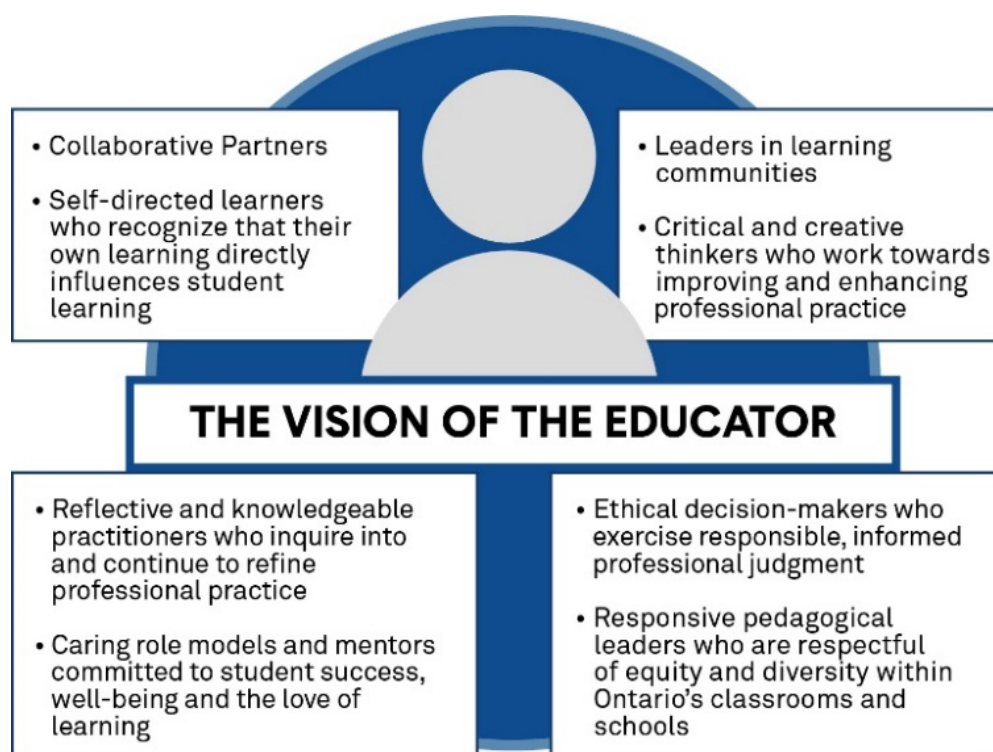 • Collaborative Partners
• Self-directed learners
who recognize that their
own learning directly
influences student
learning
• Leaders in learning
communities
• Critical and creative
thinkers who work towards
improving and enhancing
professional practice
THE VISION OF THE EDUCATOR
• Reflective and knowledgeable
practitioners who inquire into
and continue to refine
professional practice
• Caring role models and mentors
committed to student success,
well-being and the love of
learning
• Ethical decision-makers who
exercise responsible, informed
professional judgment
• Responsive pedagogical
leaders who are respectful
of equity and diversity within
Ontario's classrooms and
schools